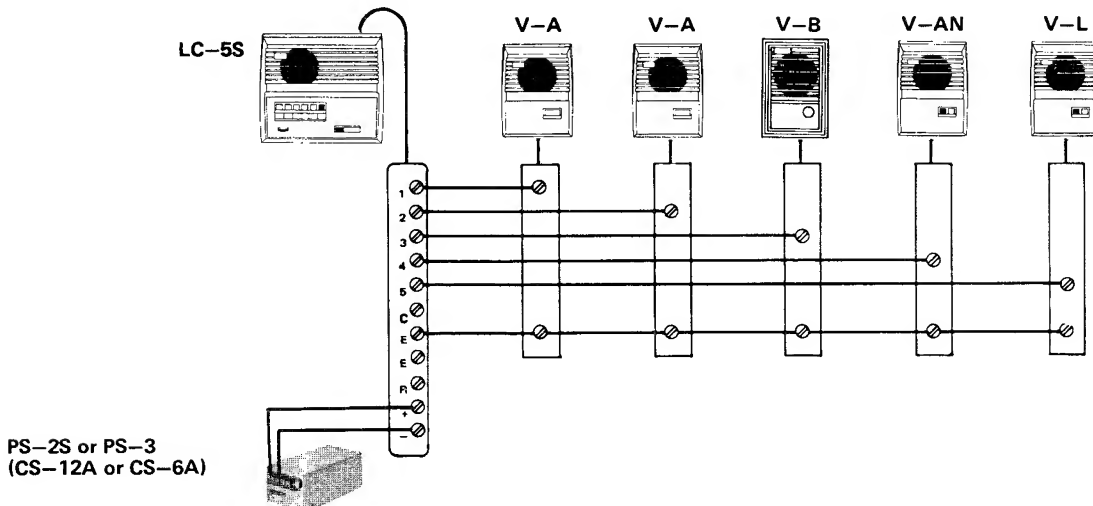 LC–5S
V–A
V–A
V–B
V–AN
V–L
1
2
3
4
5
C
E
E
R
+
–
PS–2S or PS–3
(CS–12A or CS–6A)